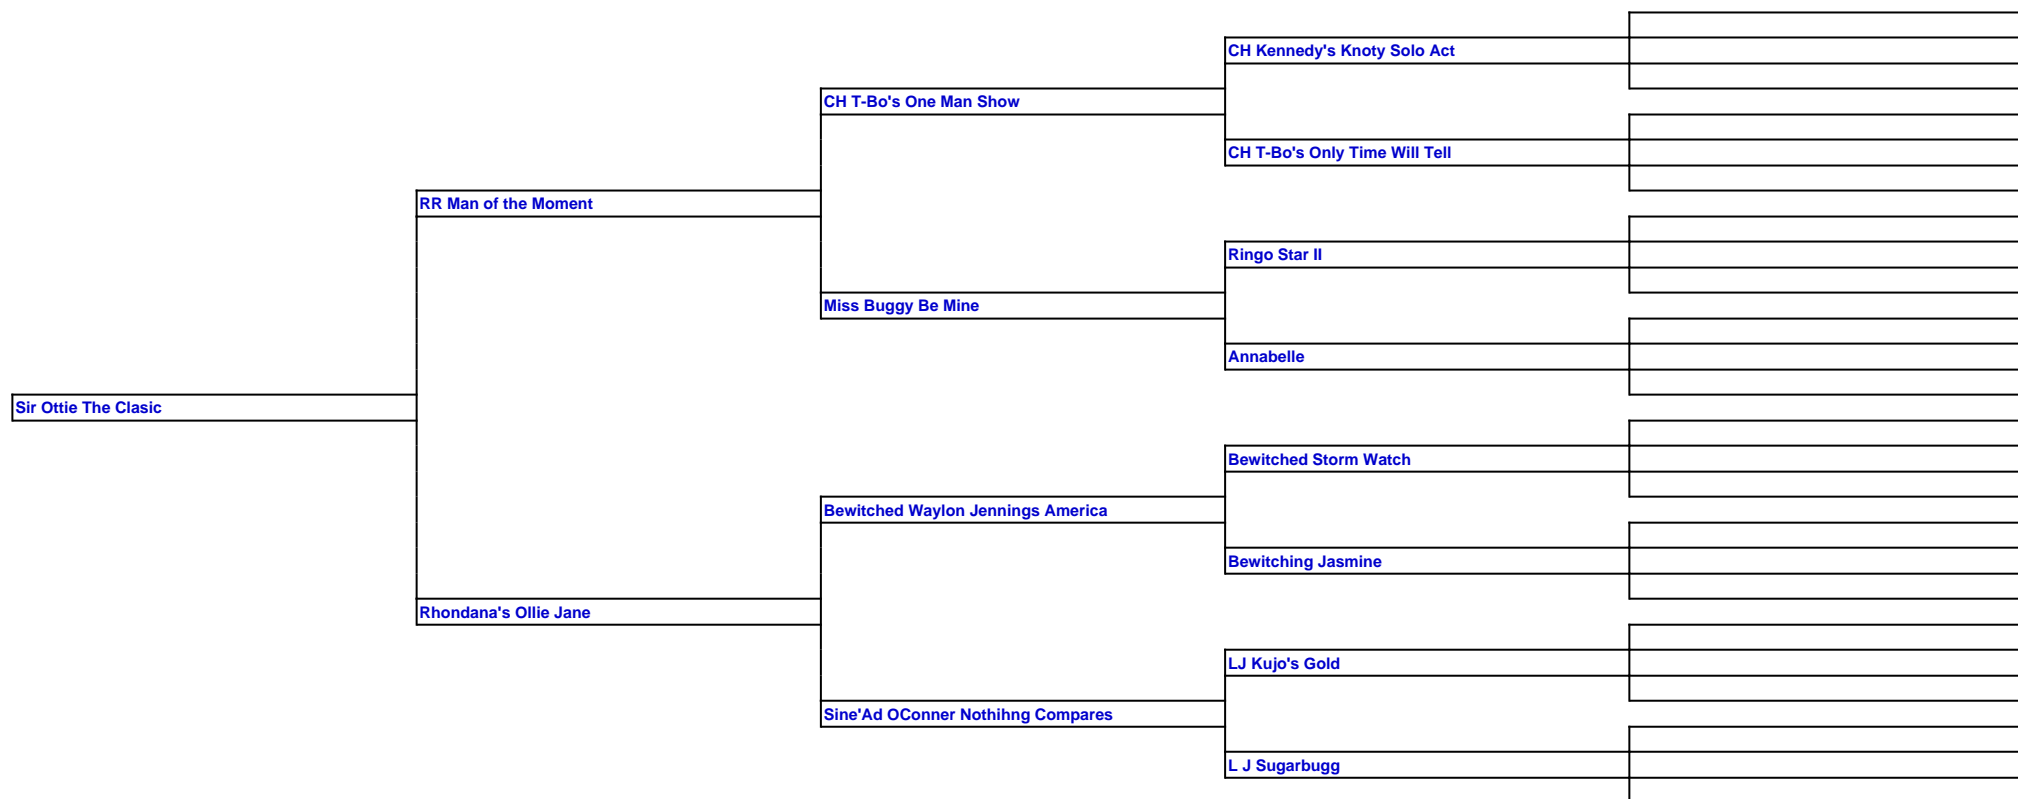 CH Kennedy's Knoty Solo Act
CH T-Bo's One Man Show
CH T-Bo's Only Time Will Tell
RR Man of the Moment
Ringo Star II
Miss Buggy Be Mine
Annabelle
Sir Ottie The Clasic
Bewitched Storm Watch
Bewitched Waylon Jennings America
Bewitching Jasmine
Rhondana's Ollie Jane
LJ Kujo's Gold
Sine'Ad OConner Nothihng Compares
L J Sugarbugg